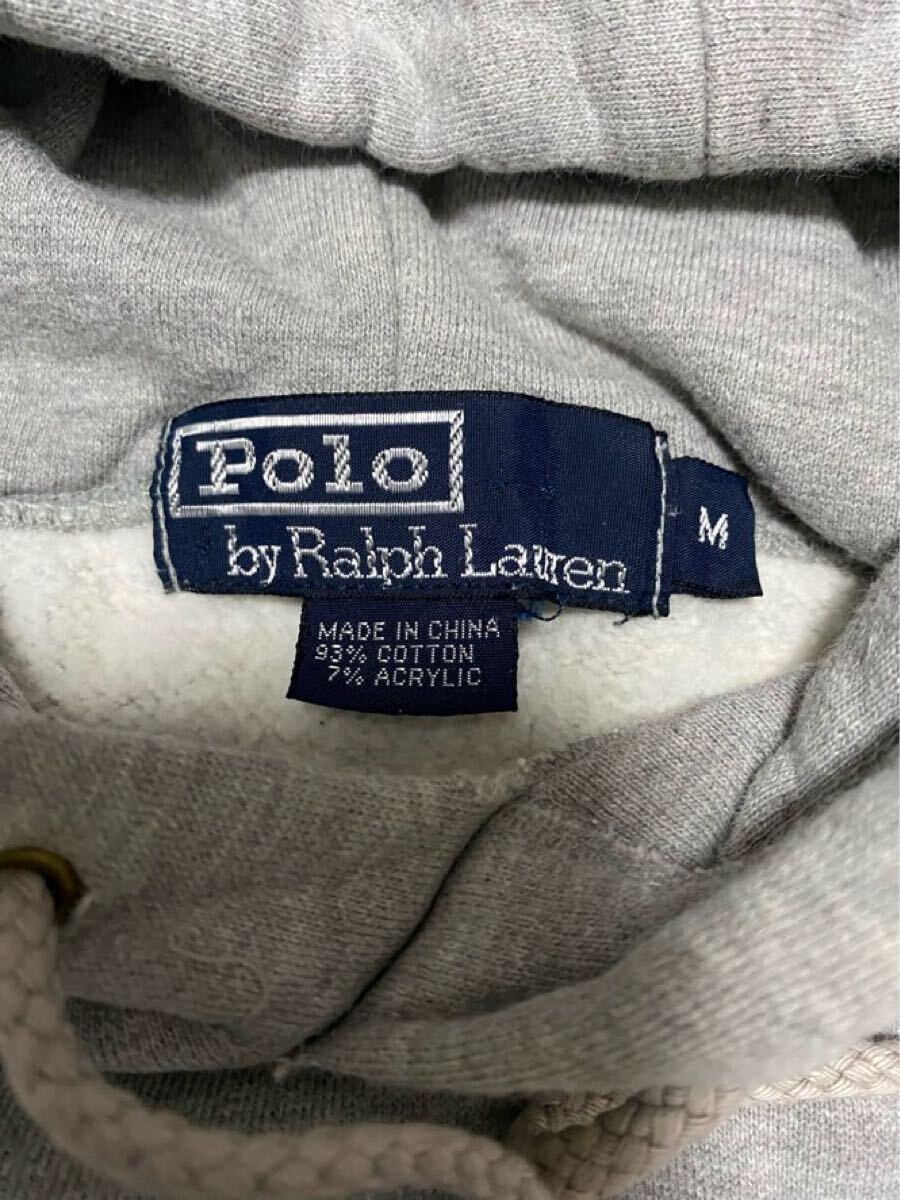 Polo
by Ralph Lauren
M
MADE IN CHINA
93% COTTON
7% ACRYLIC